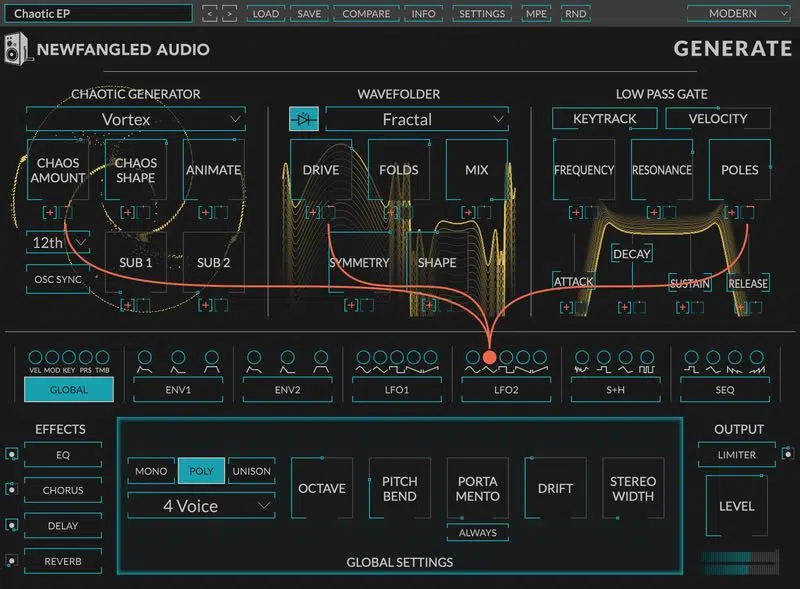 Chaotic EP
< > LOAD SAVE COMPARE INFO SETTINGS MPE RND MODERN
NEWFANGLED AUDIO
GENERATE
CHAOTIC GENERATOR
Vortex
CHAOS
AMOUNT
CHAOS
SHAPE
ANIMATE
12th
OSC SYNC
SUB 1
SUB 2
WAVEFOLDER
Fractal
DRIVE
FOLDS
MIX
SYMMETRY
SHAPE
LOW PASS GATE
KEYTRACK
VELOCITY
FREQUENCY
RESONANCE
POLES
ATTACK
DECAY
SUSTAIN
RELEASE
VEL MOD KEY PRS TMB
GLOBAL
ENV1
ENV2
LFO1
LFO2
S+H
SEQ
EFFECTS
EQ
CHORUS
DELAY
REVERB
MONO
POLY
UNISON
4 Voice
OCTAVE
PITCH
BEND
PORTA
MENTO
ALWAYS
DRIFT
STEREO
WIDTH
GLOBAL SETTINGS
OUTPUT
LIMITER
LEVEL